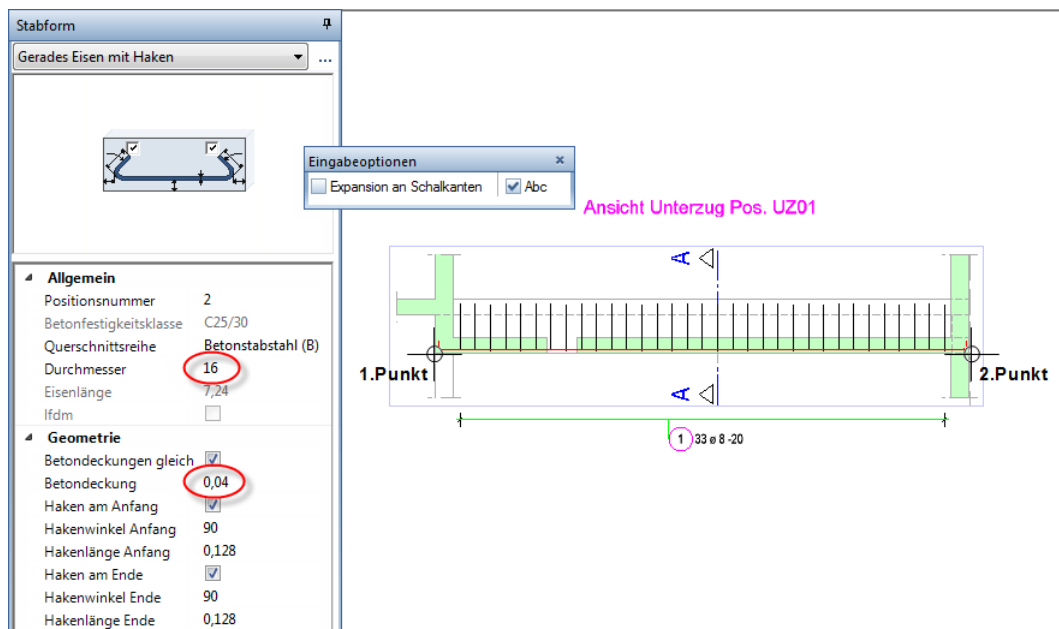 Stabform
Gerades Eisen mit Haken
...
Eingabeoptionen
Expansion an Schalkanten
Abc
Allgemein
Positionsnummer 2
Betonfestigkeitsklasse C25/30
Querschnittsreihe Betonstabstahl (B)
Durchmesser 16
Eisenlänge 7,24
lfdm
Geometrie
Betondeckungen gleich
Betondeckung 0,04
Haken am Anfang
Hakenwinkel Anfang 90
Hakenlänge Anfang 0,128
Haken am Ende
Hakenwinkel Ende 90
Hakenlänge Ende 0,128
Ansicht Unterzug Pos. UZ01
A
1.Punkt
2.Punkt
A
1 33 ø 8 -20